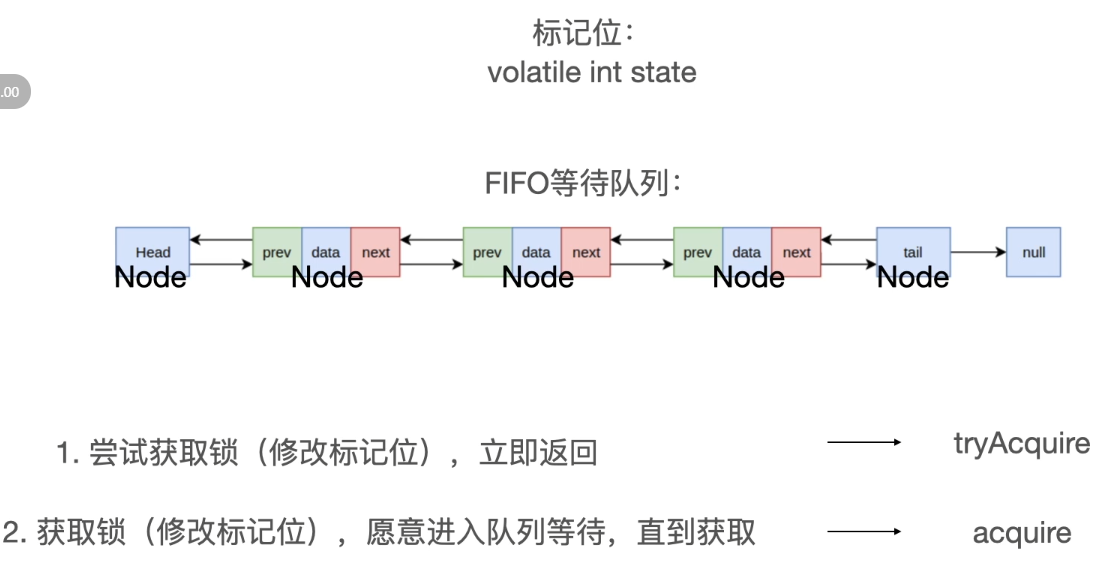 标记位：
volatile int state
.00
FIFO等待队列：
Head prev data next prev data next prev data next tail null
Node Node Node Node Node
1. 尝试获取锁（修改标记位），立即返回 tryAcquire
2. 获取锁（修改标记位），愿意进入队列等待，直到获取 acquire